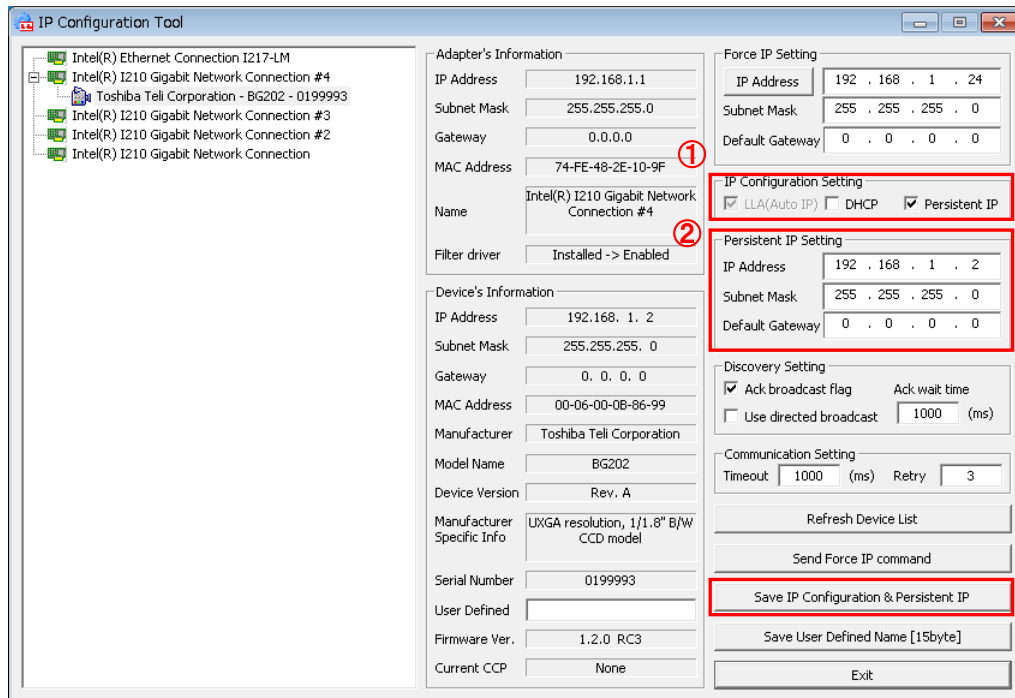 IP Configuration Tool
Intel(R) Ethernet Connection I217-LM
Intel(R) I210 Gigabit Network Connection #4
Toshiba Teli Corporation - BG202 - 0199993
Intel(R) I210 Gigabit Network Connection #3
Intel(R) I210 Gigabit Network Connection #2
Intel(R) I210 Gigabit Network Connection
Adapter's Information
IP Address 192.168.1.1
Subnet Mask 255.255.255.0
Gateway 0.0.0.0
MAC Address 74-FE-48-2E-10-9F
Name Intel(R) I210 Gigabit Network
Connection #4
Filter driver Installed -> Enabled
Device's Information
IP Address 192.168. 1. 2
Subnet Mask 255.255.255. 0
Gateway 0. 0. 0. 0
MAC Address 00-06-00-0B-86-99
Manufacturer Toshiba Teli Corporation
Model Name BG202
Device Version Rev. A
Manufacturer
Specific Info
UXGA resolution, 1/1.8" B/W
CCD model
Serial Number 0199993
User Defined
Firmware Ver. 1.2.0 RC3
Current CCP None
Force IP Setting
IP Address 192 . 168 . 1 . 24
Subnet Mask 255 . 255 . 255 . 0
Default Gateway 0 . 0 . 0 . 0
①
IP Configuration Setting
LLA(Auto IP) DHCP Persistent IP
②
Persistent IP Setting
IP Address 192 . 168 . 1 . 2
Subnet Mask 255 . 255 . 255 . 0
Default Gateway 0 . 0 . 0 . 0
Discovery Setting
Ack broadcast flag Ack wait time
Use directed broadcast 1000 (ms)
Communication Setting
Timeout 1000 (ms) Retry 3
Refresh Device List
Send Force IP command
Save IP Configuration & Persistent IP
Save User Defined Name [15byte]
Exit